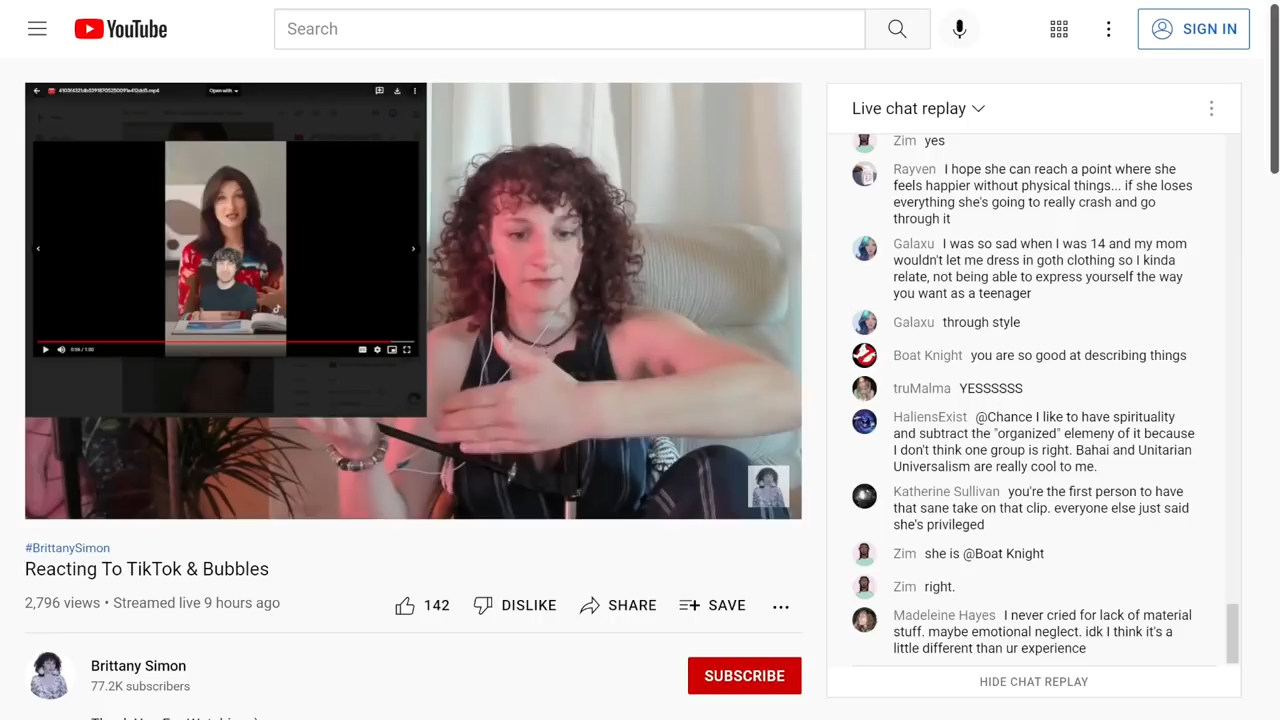 YouTube
Search
SIGN IN
Open with
0:56 / 1:00
Live chat replay
Zim yes
Rayven I hope she can reach a point where she
feels happier without physical things... if she loses
everything she's going to really crash and go
through it
Galaxu I was so sad when I was 14 and my mom
wouldn't let me dress in goth clothing so I kinda
relate, not being able to express yourself the way
you want as a teenager
Galaxu through style
Boat Knight you are so good at describing things
truMalma YESSSSSS
HaliensExist @Chance I like to have spirituality
and subtract the "organized" elemeny of it because
I don't think one group is right. Bahai and Unitarian
Universalism are really cool to me.
Katherine Sullivan you're the first person to have
that sane take on that clip. everyone else just said
she's privileged
Zim she is @Boat Knight
Zim right.
Madeleine Hayes I never cried for lack of material
stuff. maybe emotional neglect. idk I think it's a
little different than ur experience
HIDE CHAT REPLAY
#BrittanySimon
Reacting To TikTok & Bubbles
2,796 views • Streamed live 9 hours ago
142
DISLIKE
SHARE
SAVE
Brittany Simon
77.2K subscribers
SUBSCRIBE